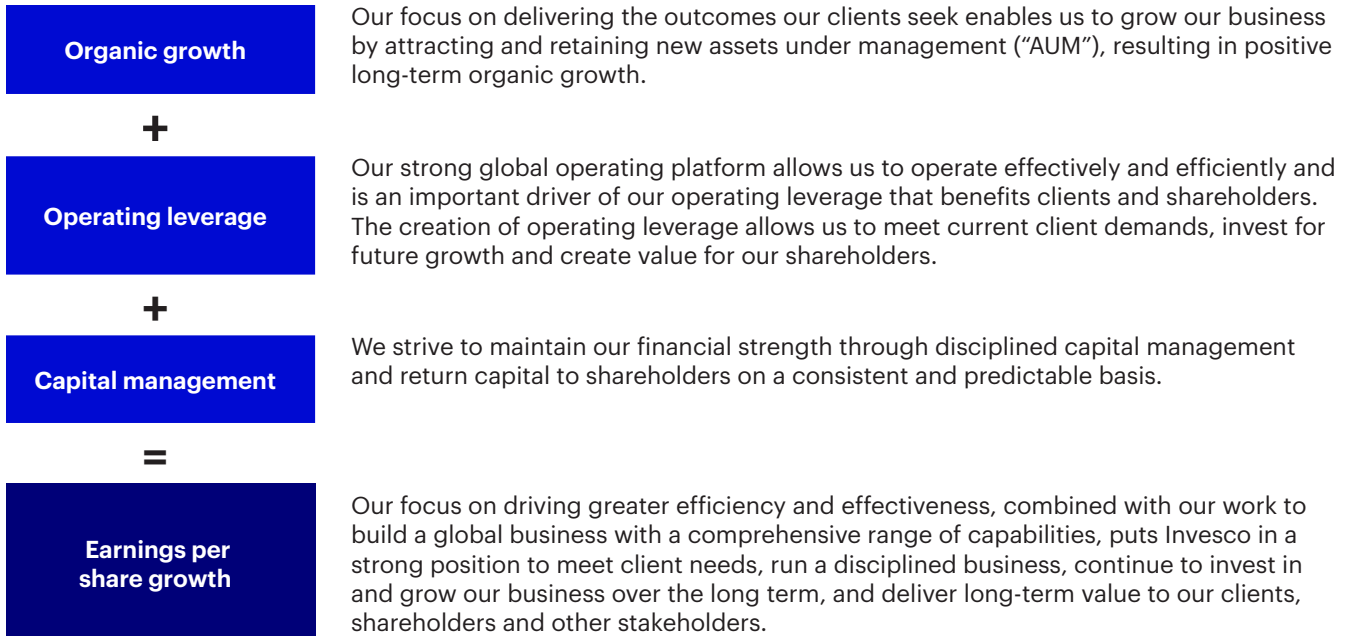 Organic growth
Our focus on delivering the outcomes our clients seek enables us to grow our business
by attracting and retaining new assets under management (“AUM”), resulting in positive
long-term organic growth.
+
Operating leverage
Our strong global operating platform allows us to operate effectively and efficiently and
is an important driver of our operating leverage that benefits clients and shareholders.
The creation of operating leverage allows us to meet current client demands, invest for
future growth and create value for our shareholders.
+
Capital management
We strive to maintain our financial strength through disciplined capital management
and return capital to shareholders on a consistent and predictable basis.
=
Earnings per
share growth
Our focus on driving greater efficiency and effectiveness, combined with our work to
build a global business with a comprehensive range of capabilities, puts Invesco in a
strong position to meet client needs, run a disciplined business, continue to invest in
and grow our business over the long term, and deliver long-term value to our clients,
shareholders and other stakeholders.